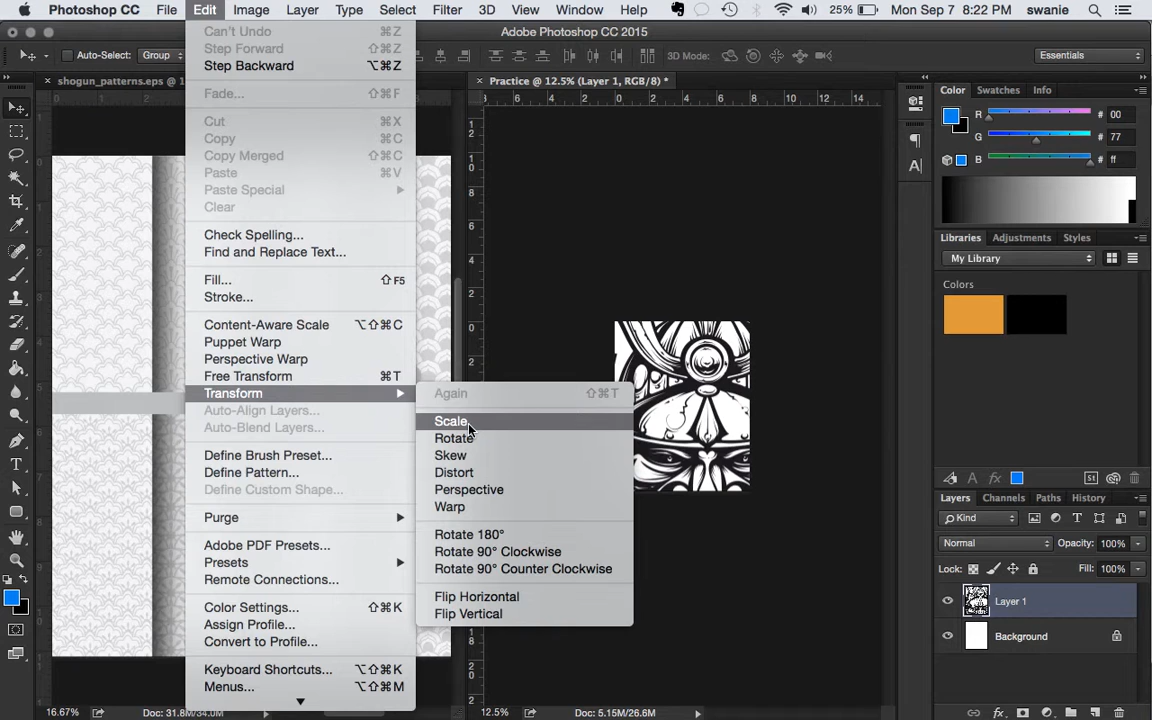 Photoshop CC File Edit Image Layer Type Select Filter 3D View Window Help 25% Mon Sep 7 8:22 PM swanie
Adobe Photoshop CC 2015
Auto-Select: Group 3D Mode: Essentials
shogun_patterns.eps @ 1 Practice @ 12.5% (Layer 1, RGB/8) *
Can't Undo ⌘Z
Step Forward ⇧⌘Z
Step Backward ⌥⌘Z
Fade... ⇧⌘F
Cut ⌘X
Copy ⌘C
Copy Merged ⇧⌘C
Paste ⌘V
Paste Special
Clear
Check Spelling...
Find and Replace Text...
Fill... ⇧F5
Stroke...
Content-Aware Scale ⌥⇧⌘C
Puppet Warp
Perspective Warp
Free Transform ⌘T
Transform
Auto-Align Layers...
Auto-Blend Layers...
Define Brush Preset...
Define Pattern...
Define Custom Shape...
Purge
Adobe PDF Presets...
Presets
Remote Connections...
Color Settings... ⇧⌘K
Assign Profile...
Convert to Profile...
Keyboard Shortcuts... ⌥⇧⌘K
Menus... ⌥⇧⌘M
Again ⇧⌘T
Scale
Rotate
Skew
Distort
Perspective
Warp
Rotate 180°
Rotate 90° Clockwise
Rotate 90° Counter Clockwise
Flip Horizontal
Flip Vertical
Color Swatches Info
R # 00
G # 77
B # ff
Libraries Adjustments Styles
My Library
Colors
Layers Channels Paths History
Kind
Normal Opacity: 100%
Lock: Fill: 100%
Layer 1
Background
16.67% Doc: 31.8M/34.0M 12.5% Doc: 5.15M/26.6M